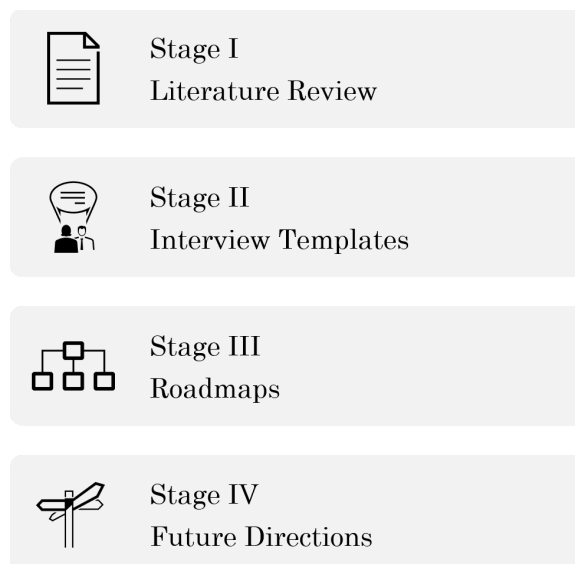 Stage I
Literature Review
Stage II
Interview Templates
Stage III
Roadmaps
Stage IV
Future Directions